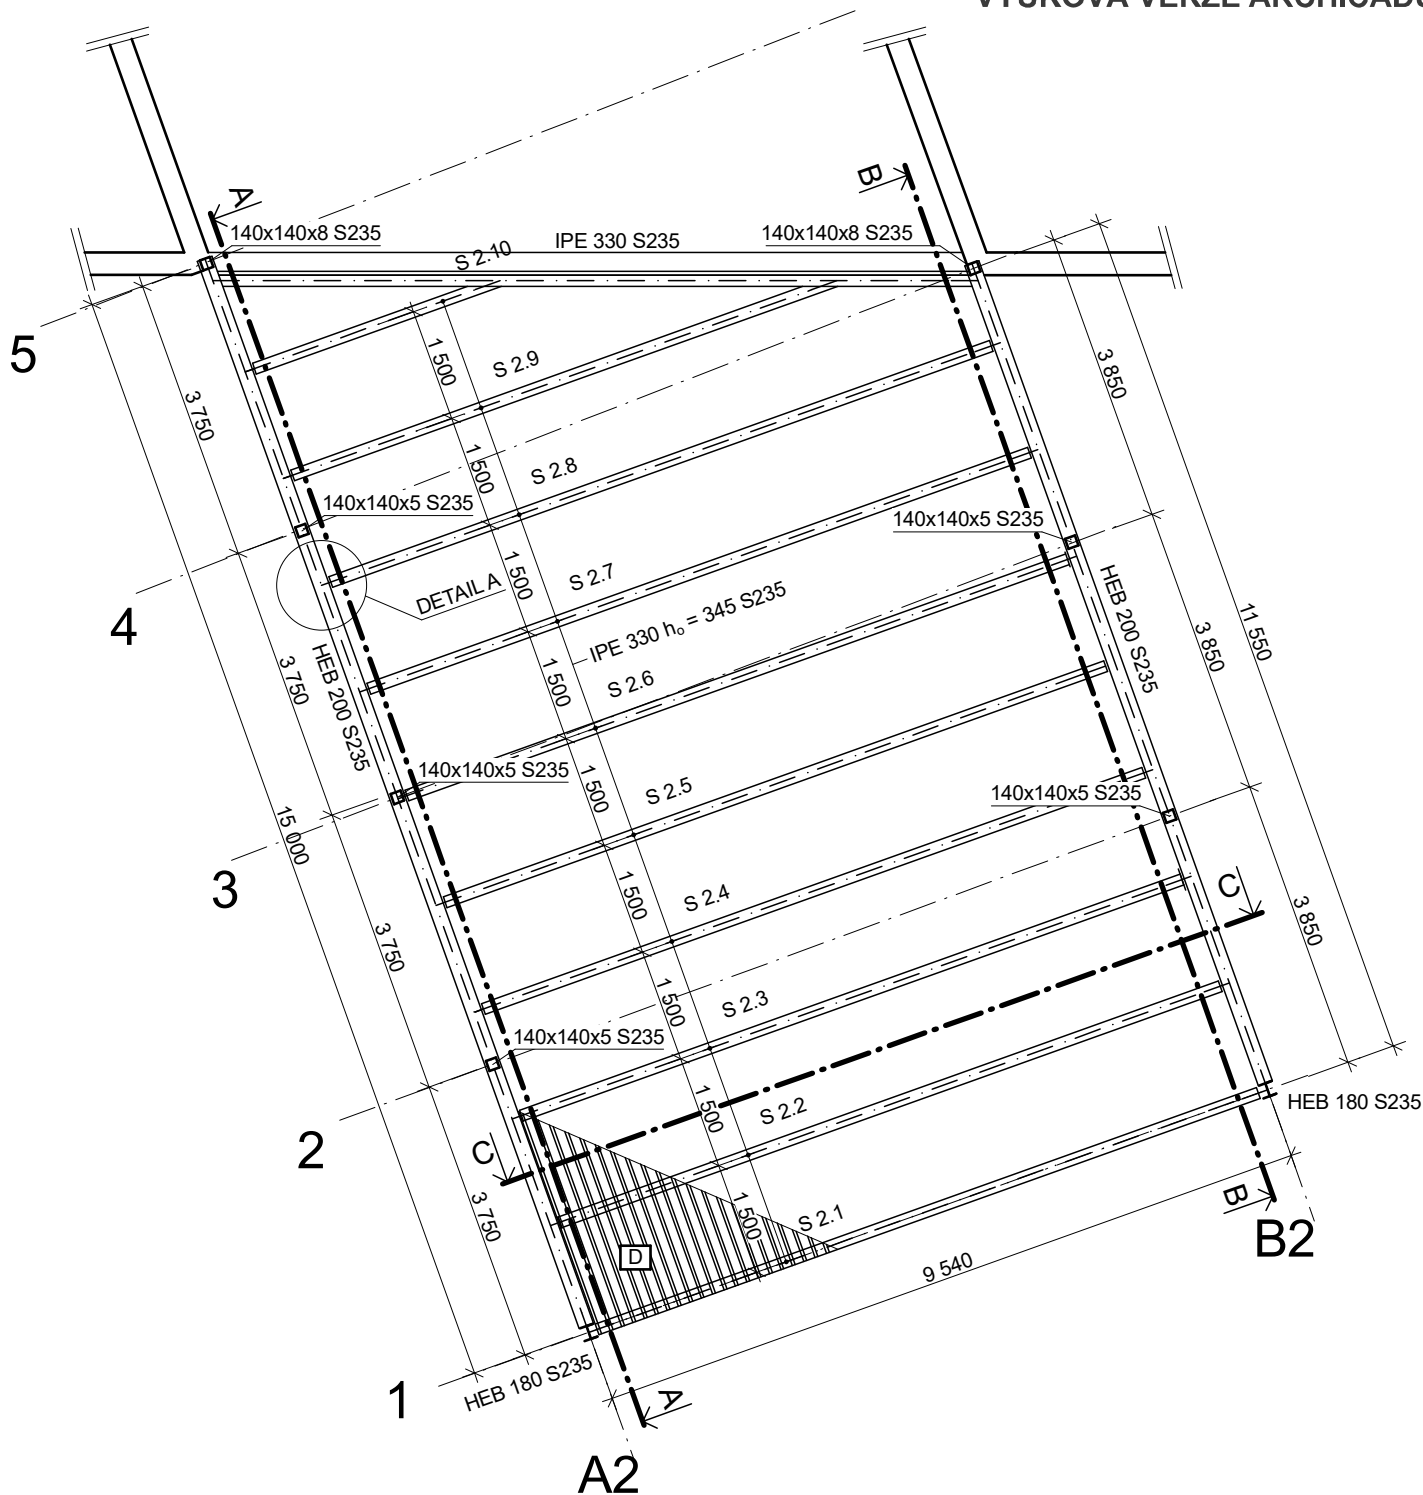 A
B
140x140x8 S235
IPE 330 S235
140x140x8 S235
S 2.10
5
1 500
S 2.9
3 850
3 750
1 500
S 2.8
140x140x5 S235
140x140x5 S235
4
DETAIL A
1 500
S 2.7
IPE 330 hₒ = 345 S235
HEB 200 S235
3 850
11 550
3 750
HEB 200 S235
1 500
S 2.6
140x140x5 S235
15 000
1 500
S 2.5
140x140x5 S235
3
1 500
S 2.4
C
3 850
3 750
1 500
S 2.3
140x140x5 S235
2
C
1 500
S 2.2
HEB 180 S235
3 750
1 500
S 2.1
D
B
B2
9 540
1
HEB 180 S235
A
A2